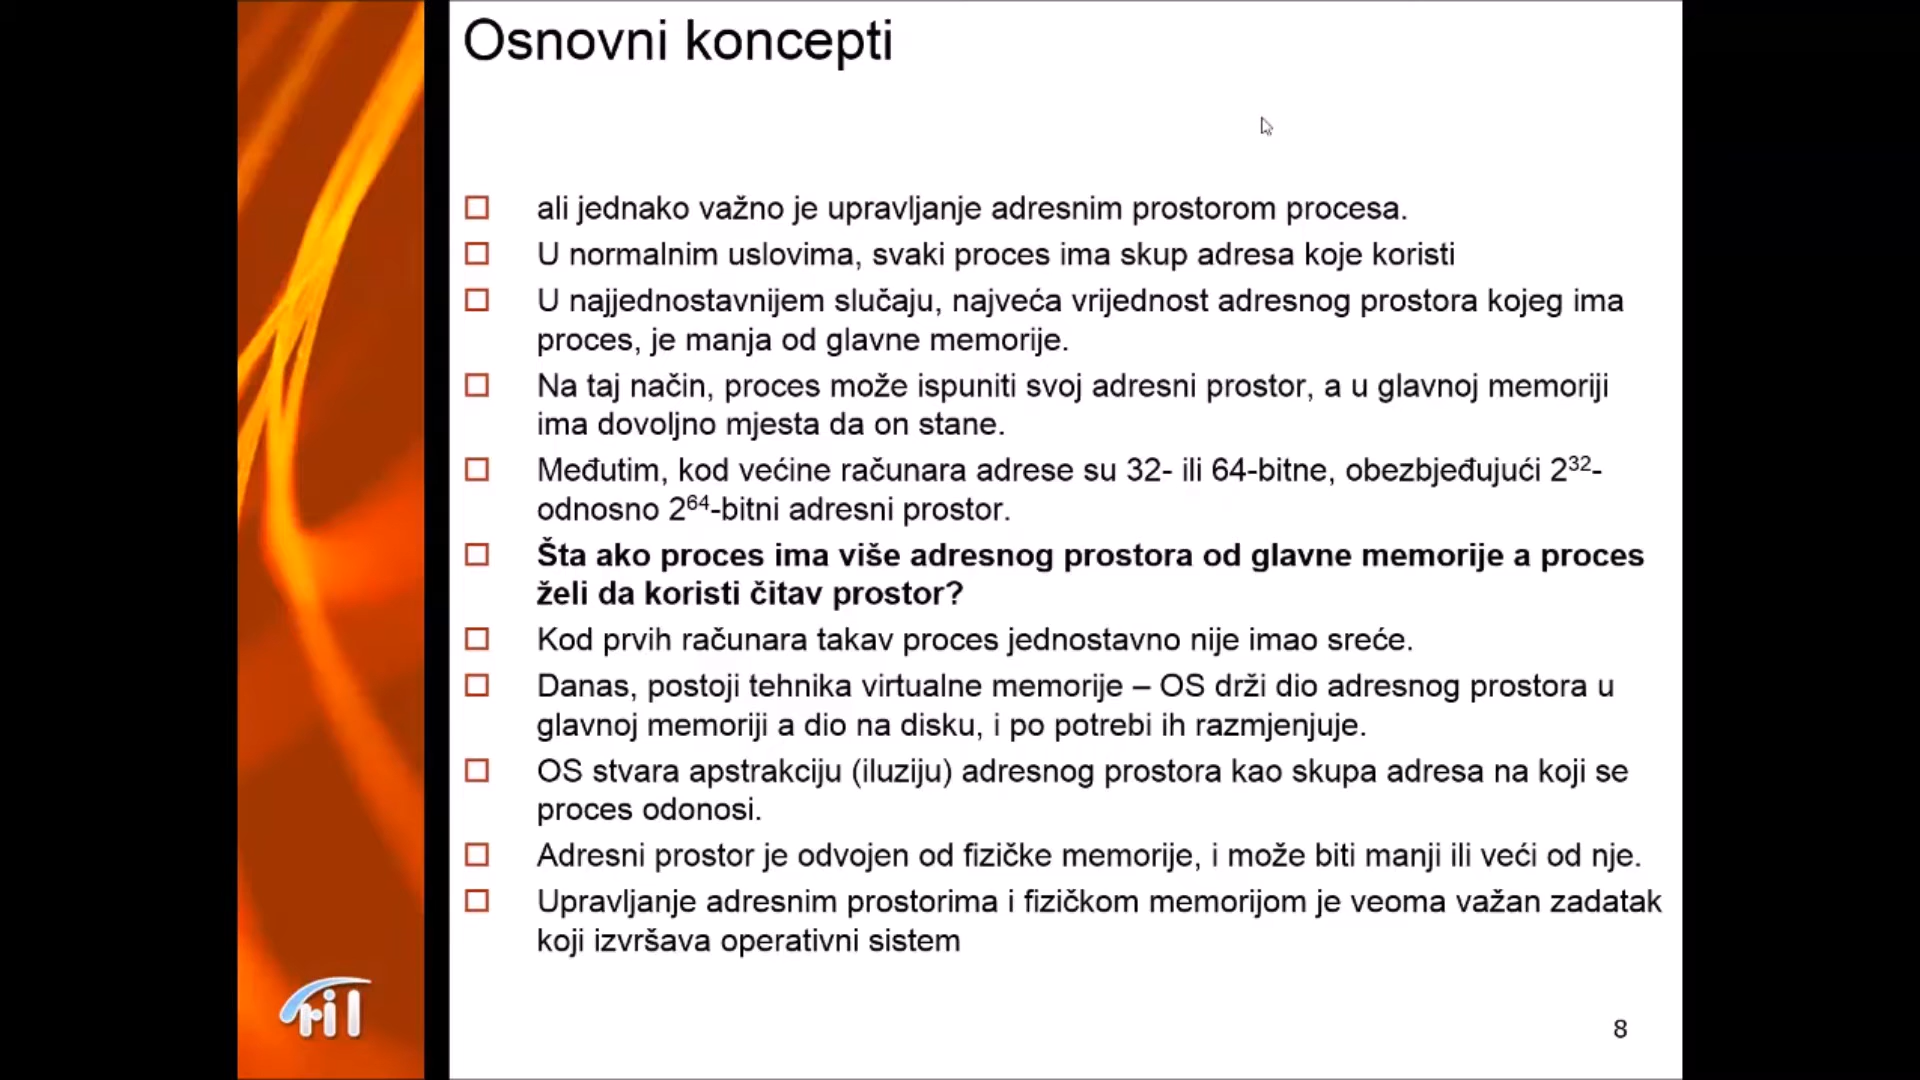 Osnovni koncepti
ali jednako važno je upravljanje adresnim prostorom procesa.
U normalnim uslovima, svaki proces ima skup adresa koje koristi
U najjednostavnijem slučaju, najveća vrijednost adresnog prostora kojeg ima
proces, je manja od glavne memorije.
Na taj način, proces može ispuniti svoj adresni prostor, a u glavnoj memoriji
ima dovoljno mjesta da on stane.
Međutim, kod većine računara adrese su 32- ili 64-bitne, obezbjeđujući 2³²-
odnosno 2⁶⁴-bitni adresni prostor.
Šta ako proces ima više adresnog prostora od glavne memorije a proces
želi da koristi čitav prostor?
Kod prvih računara takav proces jednostavno nije imao sreće.
Danas, postoji tehnika virtualne memorije – OS drži dio adresnog prostora u
glavnoj memoriji a dio na disku, i po potrebi ih razmjenjuje.
OS stvara apstrakciju (iluziju) adresnog prostora kao skupa adresa na koji se
proces odonosi.
Adresni prostor je odvojen od fizičke memorije, i može biti manji ili veći od nje.
Upravljanje adresnim prostorima i fizičkom memorijom je veoma važan zadatak
koji izvršava operativni sistem
8